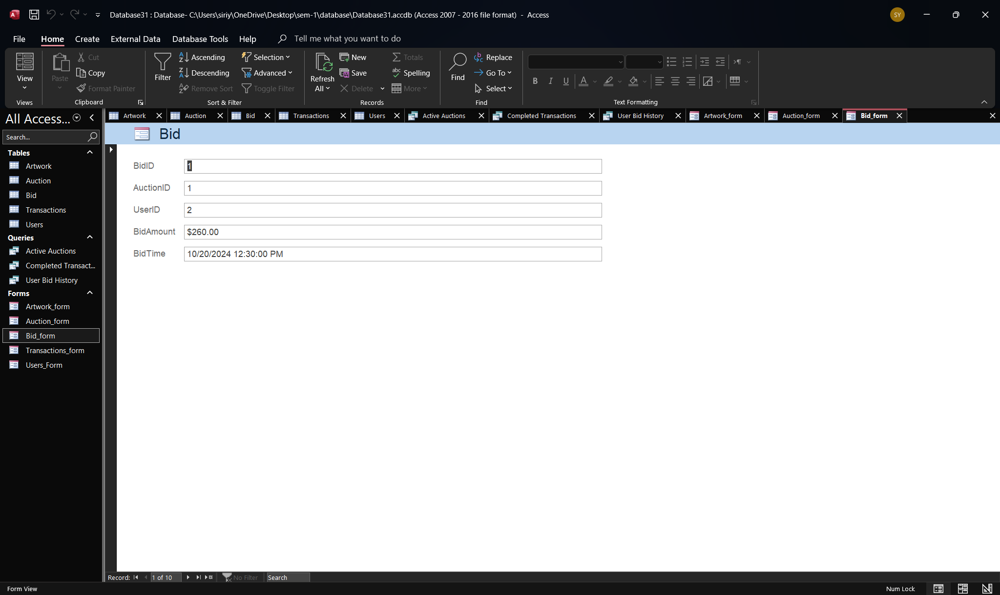 Database31 : Database- C:\Users\siriy\OneDrive\Desktop\sem-1\database\Database31.accdb (Access 2007 - 2016 file format) - Access
SY
File Home Create External Data Database Tools Help Tell me what you want to do
View
Views
Paste
Cut
Copy
Format Painter
Clipboard
Filter
Ascending
Descending
Remove Sort
Selection
Advanced
Toggle Filter
Sort & Filter
Refresh
All
New
Save
Delete
Totals
Spelling
More
Records
Find
Replace
Go To
Select
Find
B I U A
Text Formatting
All Access...
Search...
Tables
Artwork
Auction
Bid
Transactions
Users
Queries
Active Auctions
Completed Transact...
User Bid History
Forms
Artwork_form
Auction_form
Bid_form
Transactions_form
Users_Form
Artwork Auction Bid Transactions Users Active Auctions Completed Transactions User Bid History Artwork_form Auction_form Bid_form
Bid
BidID 1
AuctionID 1
UserID 2
BidAmount $260.00
BidTime 10/20/2024 12:30:00 PM
Record: 1 of 10 No Filter Search
Form View Num Lock